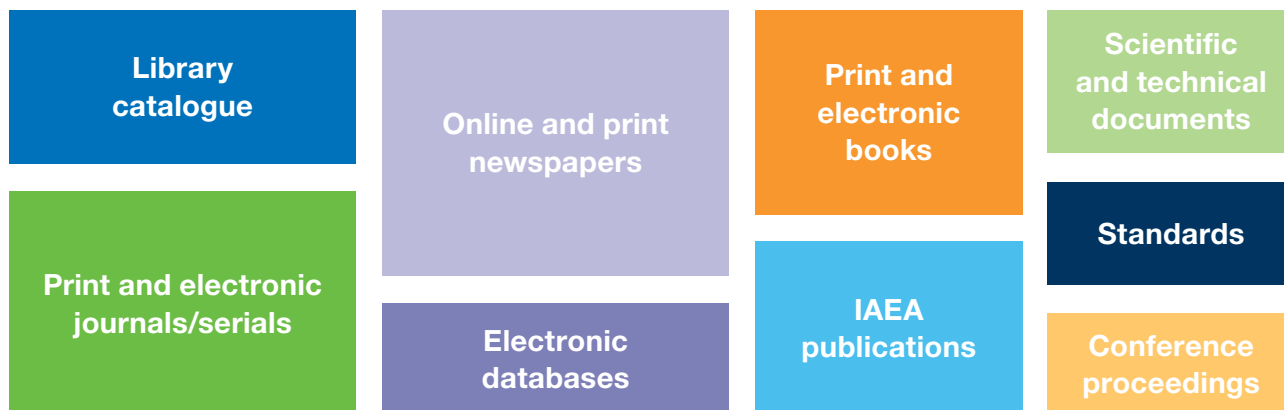 Library
catalogue
Print and electronic
journals/serials
Online and print
newspapers
Electronic
databases
Print and
electronic
books
IAEA
publications
Scientific
and technical
documents
Standards
Conference
proceedings